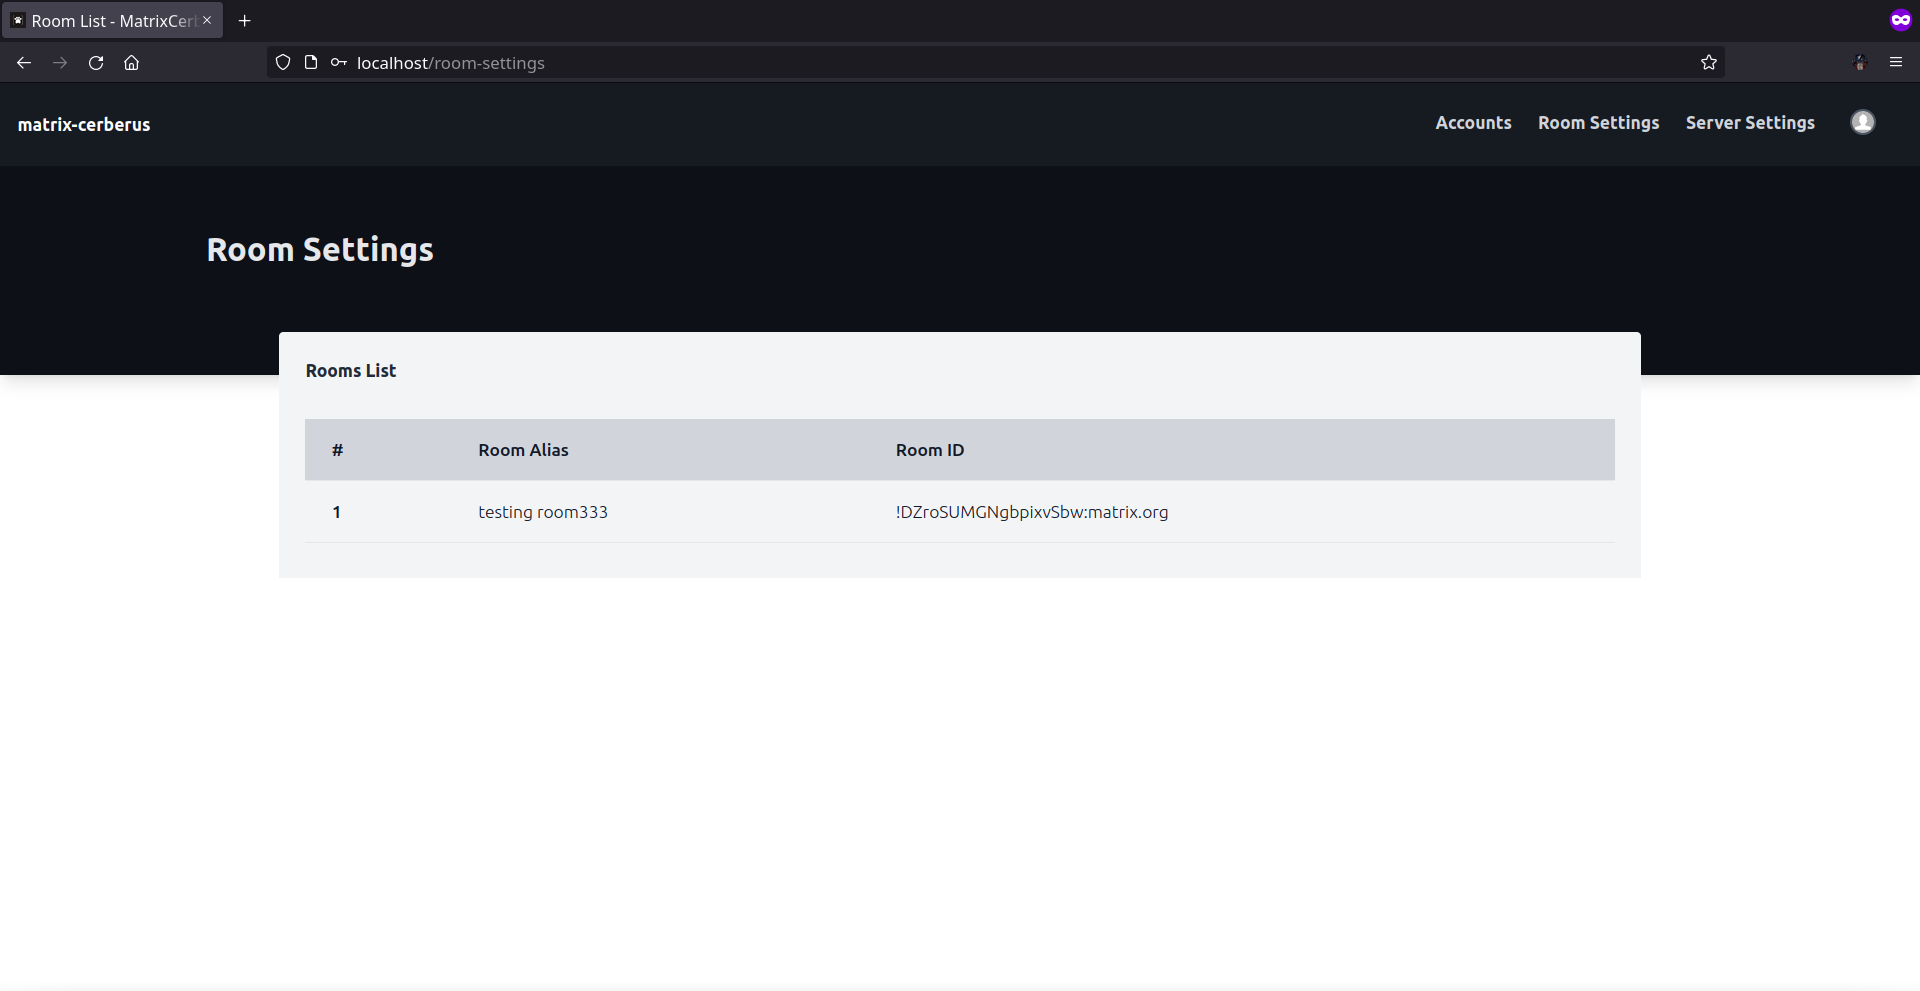 Room List - MatrixCer
localhost/room-settings
matrix-cerberus
Accounts Room Settings Server Settings
Room Settings
Rooms List
# Room Alias Room ID
1 testing room333 !DZroSUMGNgbpixvSbw:matrix.org